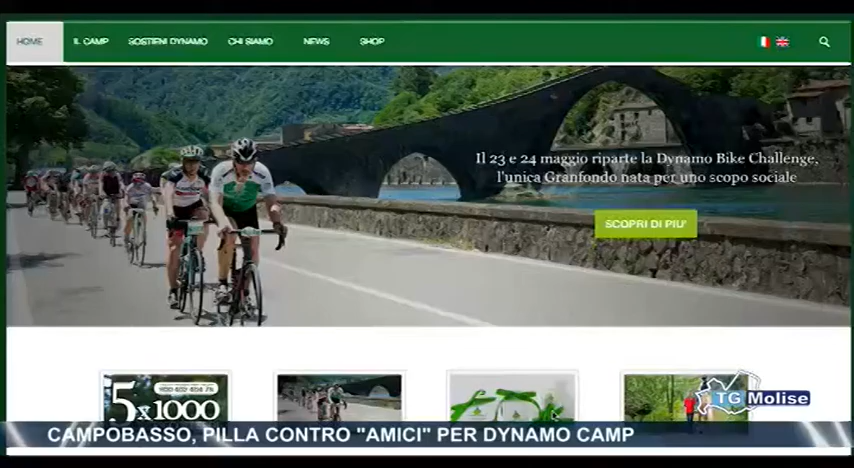 HOME IL CAMP SOSTIENI DYNAMO CHI SIAMO NEWS SHOP
Il 23 e 24 maggio riparte la Dynamo Bike Challenge,
l'unica Granfondo nata per uno scopo sociale
SCOPRI DI PIU'
5x1000
TG Molise
CAMPOBASSO, PILLA CONTRO "AMICI" PER DYNAMO CAMP